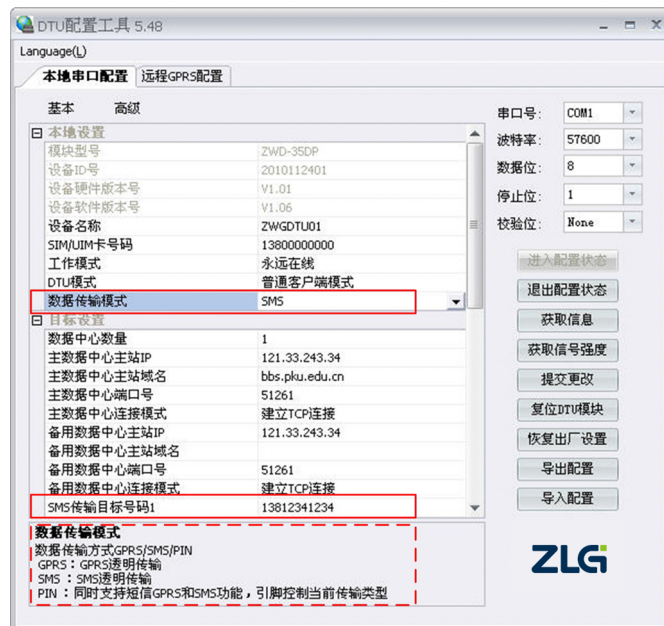 DTU配置工具 5.48
Language(L)
本地串口配置 远程GPRS配置
基本 高级
本地设置
模块型号 ZWD-35DP
设备ID号 2010112401
设备硬件版本号 V1.01
设备软件版本号 V1.06
设备名称 ZWGDTU01
SIM/UIM卡号码 13800000000
工作模式 永远在线
DTU模式 普通客户端模式
数据传输模式 SMS
目标设置
数据中心数量 1
主数据中心主站IP 121.33.243.34
主数据中心主站域名 bbs.pku.edu.cn
主数据中心端口号 51261
主数据中心连接模式 建立TCP连接
备用数据中心主站IP 121.33.243.34
备用数据中心主站域名
备用数据中心端口号 51261
备用数据中心连接模式 建立TCP连接
SMS传输目标号码1 13812341234
数据传输模式
数据传输方式GPRS/SMS/PIN
GPRS：GPRS透明传输
SMS ：SMS透明传输
PIN ：同时支持短信GPRS和SMS功能，引脚控制当前传输类型
串口号: COM1
波特率: 57600
数据位: 8
停止位: 1
校验位: None
进入配置状态
退出配置状态
获取信息
获取信号强度
提交更改
复位DTU模块
恢复出厂设置
导出配置
导入配置
ZLG